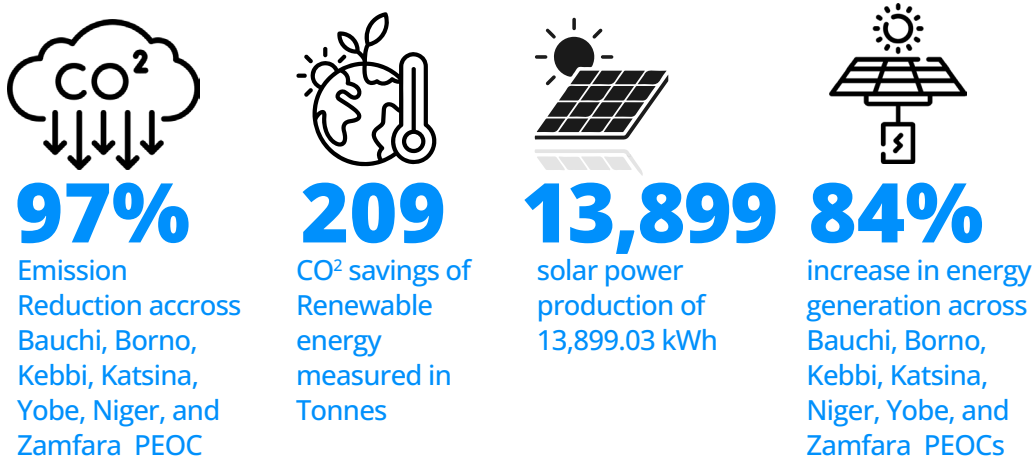 CO²
97%
Emission
Reduction accross
Bauchi, Borno,
Kebbi, Katsina,
Yobe, Niger, and
Zamfara PEOC
209
CO² savings of
Renewable
energy
measured in
Tonnes
13,899
solar power
production of
13,899.03 kWh
84%
increase in energy
generation across
Bauchi, Borno,
Kebbi, Katsina,
Niger, Yobe, and
Zamfara PEOCs